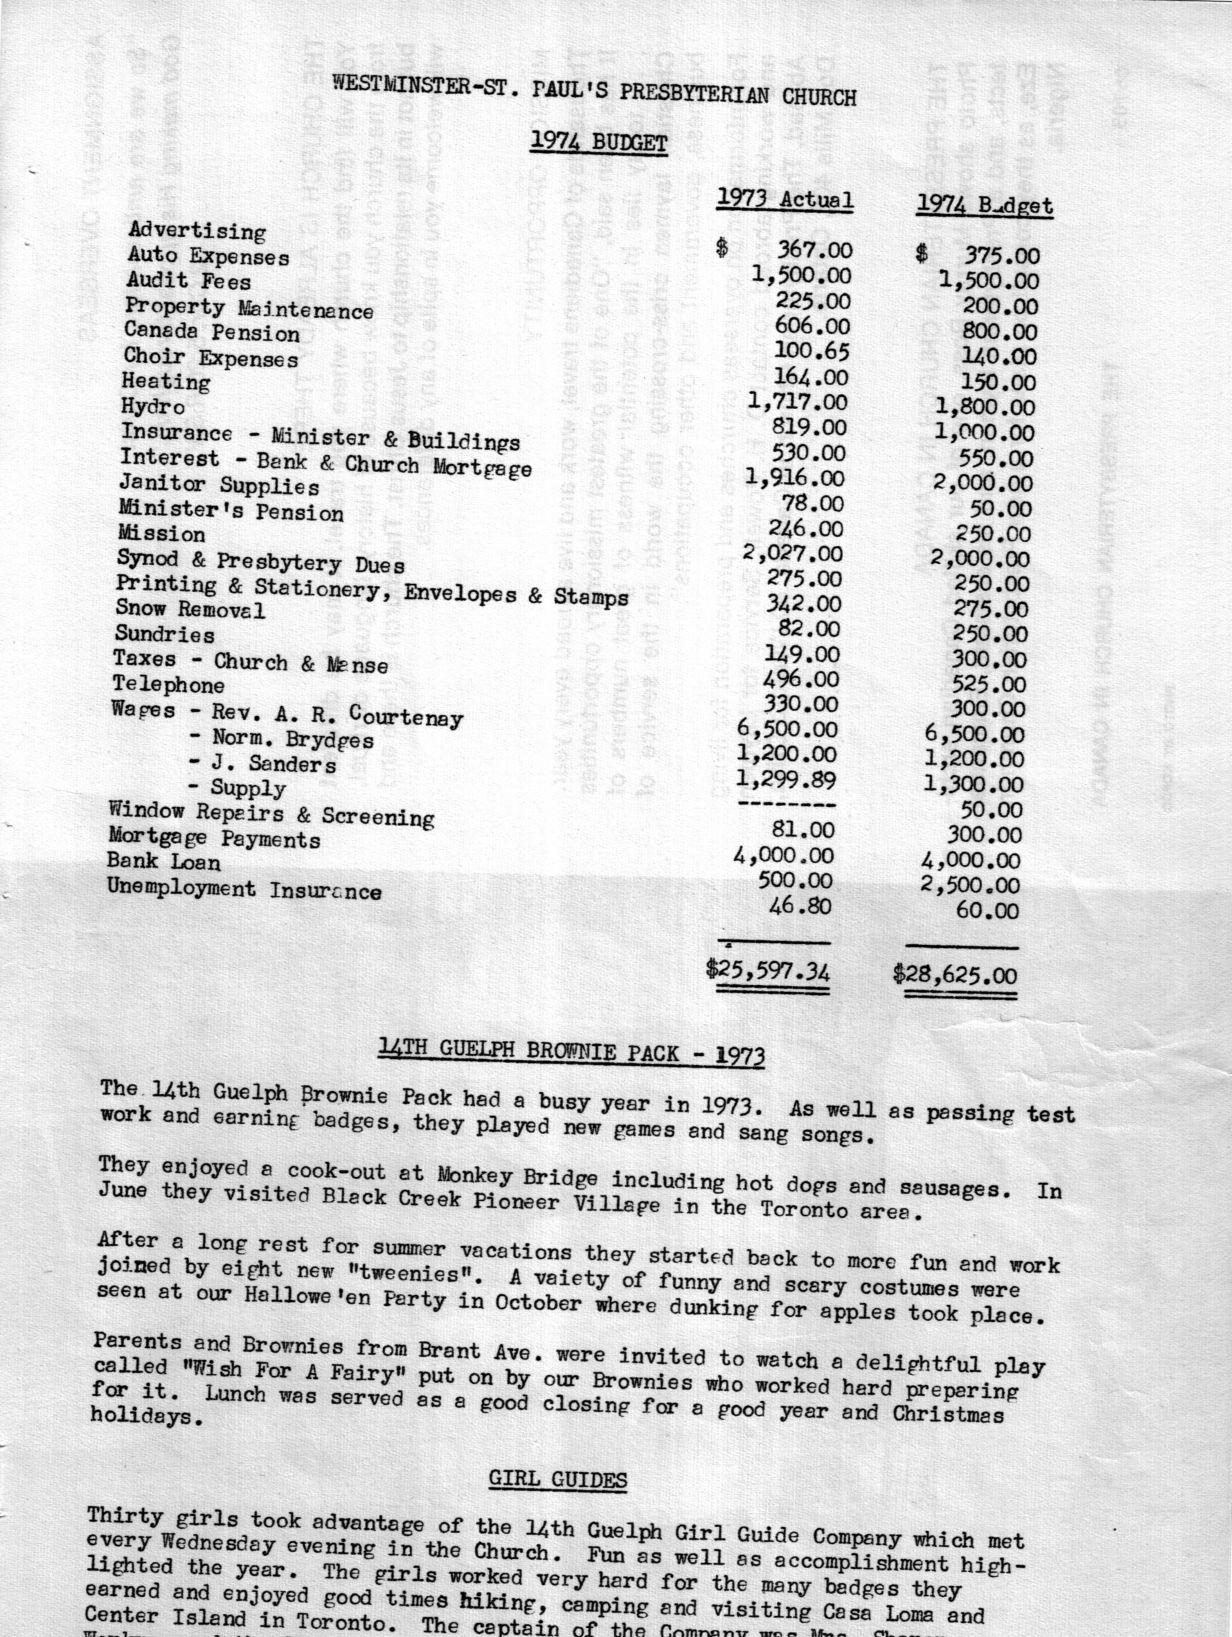 WESTMINSTER-ST. PAUL'S PRESBYTERIAN CHURCH
1974 BUDGET
1973 Actual 1974 Budget
Advertising $ 367.00 $ 375.00
Auto Expenses 1,500.00 1,500.00
Audit Fees 225.00 200.00
Property Maintenance 606.00 800.00
Canada Pension 100.65 140.00
Choir Expenses 164.00 150.00
Heating 1,717.00 1,800.00
Hydro 819.00 1,000.00
Insurance - Minister & Buildings 530.00 550.00
Interest - Bank & Church Mortgage 1,916.00 2,000.00
Janitor Supplies 78.00 50.00
Minister's Pension 246.00 250.00
Mission 2,027.00 2,000.00
Synod & Presbytery Dues 275.00 250.00
Printing & Stationery, Envelopes & Stamps 342.00 275.00
Snow Removal 82.00 250.00
Sundries 149.00 300.00
Taxes - Church & Manse 496.00 525.00
Telephone 330.00 300.00
Wages - Rev. A. R. Courtenay 6,500.00 6,500.00
- Norm. Brydges 1,200.00 1,200.00
- J. Sanders 1,299.89 1,300.00
- Supply --------- 50.00
Window Repairs & Screening 81.00 300.00
Mortgage Payments 4,000.00 4,000.00
Bank Loan 500.00 2,500.00
Unemployment Insurance 46.80 60.00
$25,597.34 $28,625.00
14TH GUELPH BROWNIE PACK - 1973
The 14th Guelph Brownie Pack had a busy year in 1973. As well as passing test
work and earning badges, they played new games and sang songs.
They enjoyed a cook-out at Monkey Bridge including hot dogs and sausages. In
June they visited Black Creek Pioneer Village in the Toronto area.
After a long rest for summer vacations they started back to more fun and work
joined by eight new "tweenies". A vaiety of funny and scary costumes were
seen at our Hallowe'en Party in October where dunking for apples took place.
Parents and Brownies from Brant Ave. were invited to watch a delightful play
called "Wish For A Fairy" put on by our Brownies who worked hard preparing
for it. Lunch was served as a good closing for a good year and Christmas
holidays.
GIRL GUIDES
Thirty girls took advantage of the 14th Guelph Girl Guide Company which met
every Wednesday evening in the Church. Fun as well as accomplishment high-
lighted the year. The girls worked very hard for the many badges they
earned and enjoyed good times hiking, camping and visiting Casa Loma and
Center Island in Toronto. The captain of the Company was Mrs.